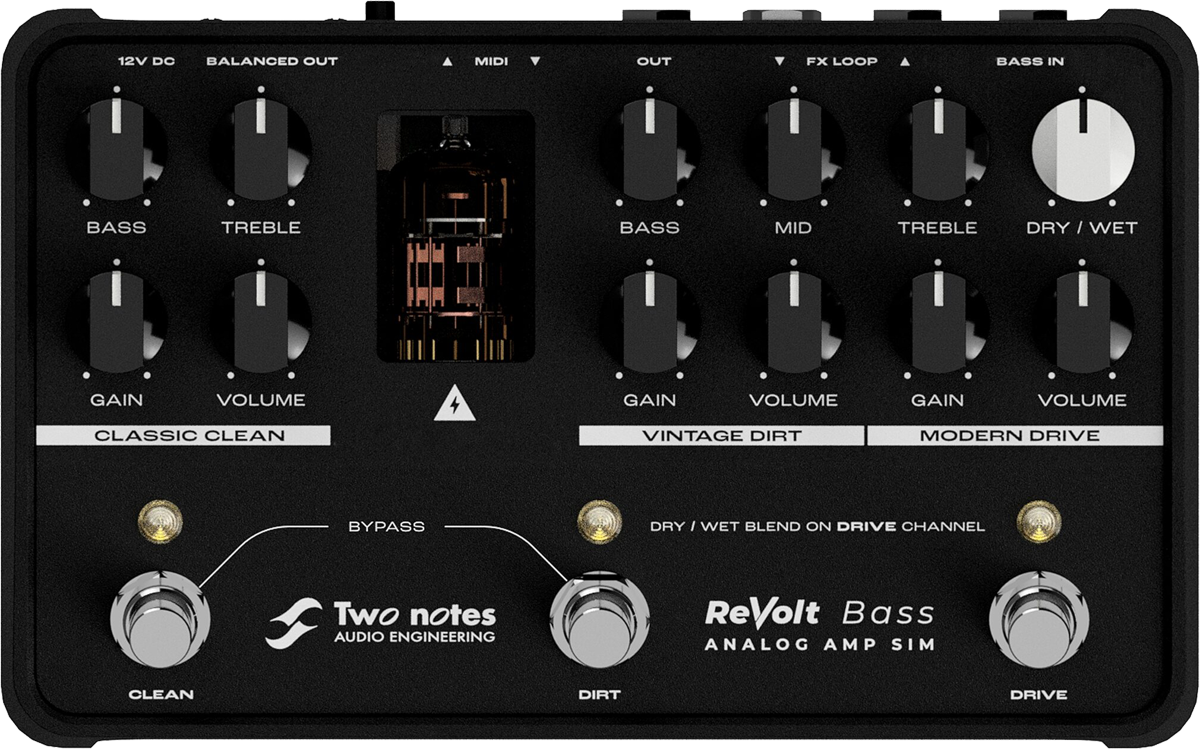 12V DC BALANCED OUT ▲ MIDI ▼ OUT ▼ FX LOOP ▲ BASS IN
BASS TREBLE BASS MID TREBLE DRY / WET
GAIN VOLUME GAIN VOLUME GAIN VOLUME
CLASSIC CLEAN VINTAGE DIRT MODERN DRIVE
BYPASS DRY / WET BLEND ON DRIVE CHANNEL
Two notes
AUDIO ENGINEERING
ReVolt Bass
ANALOG AMP SIM
CLEAN DIRT DRIVE